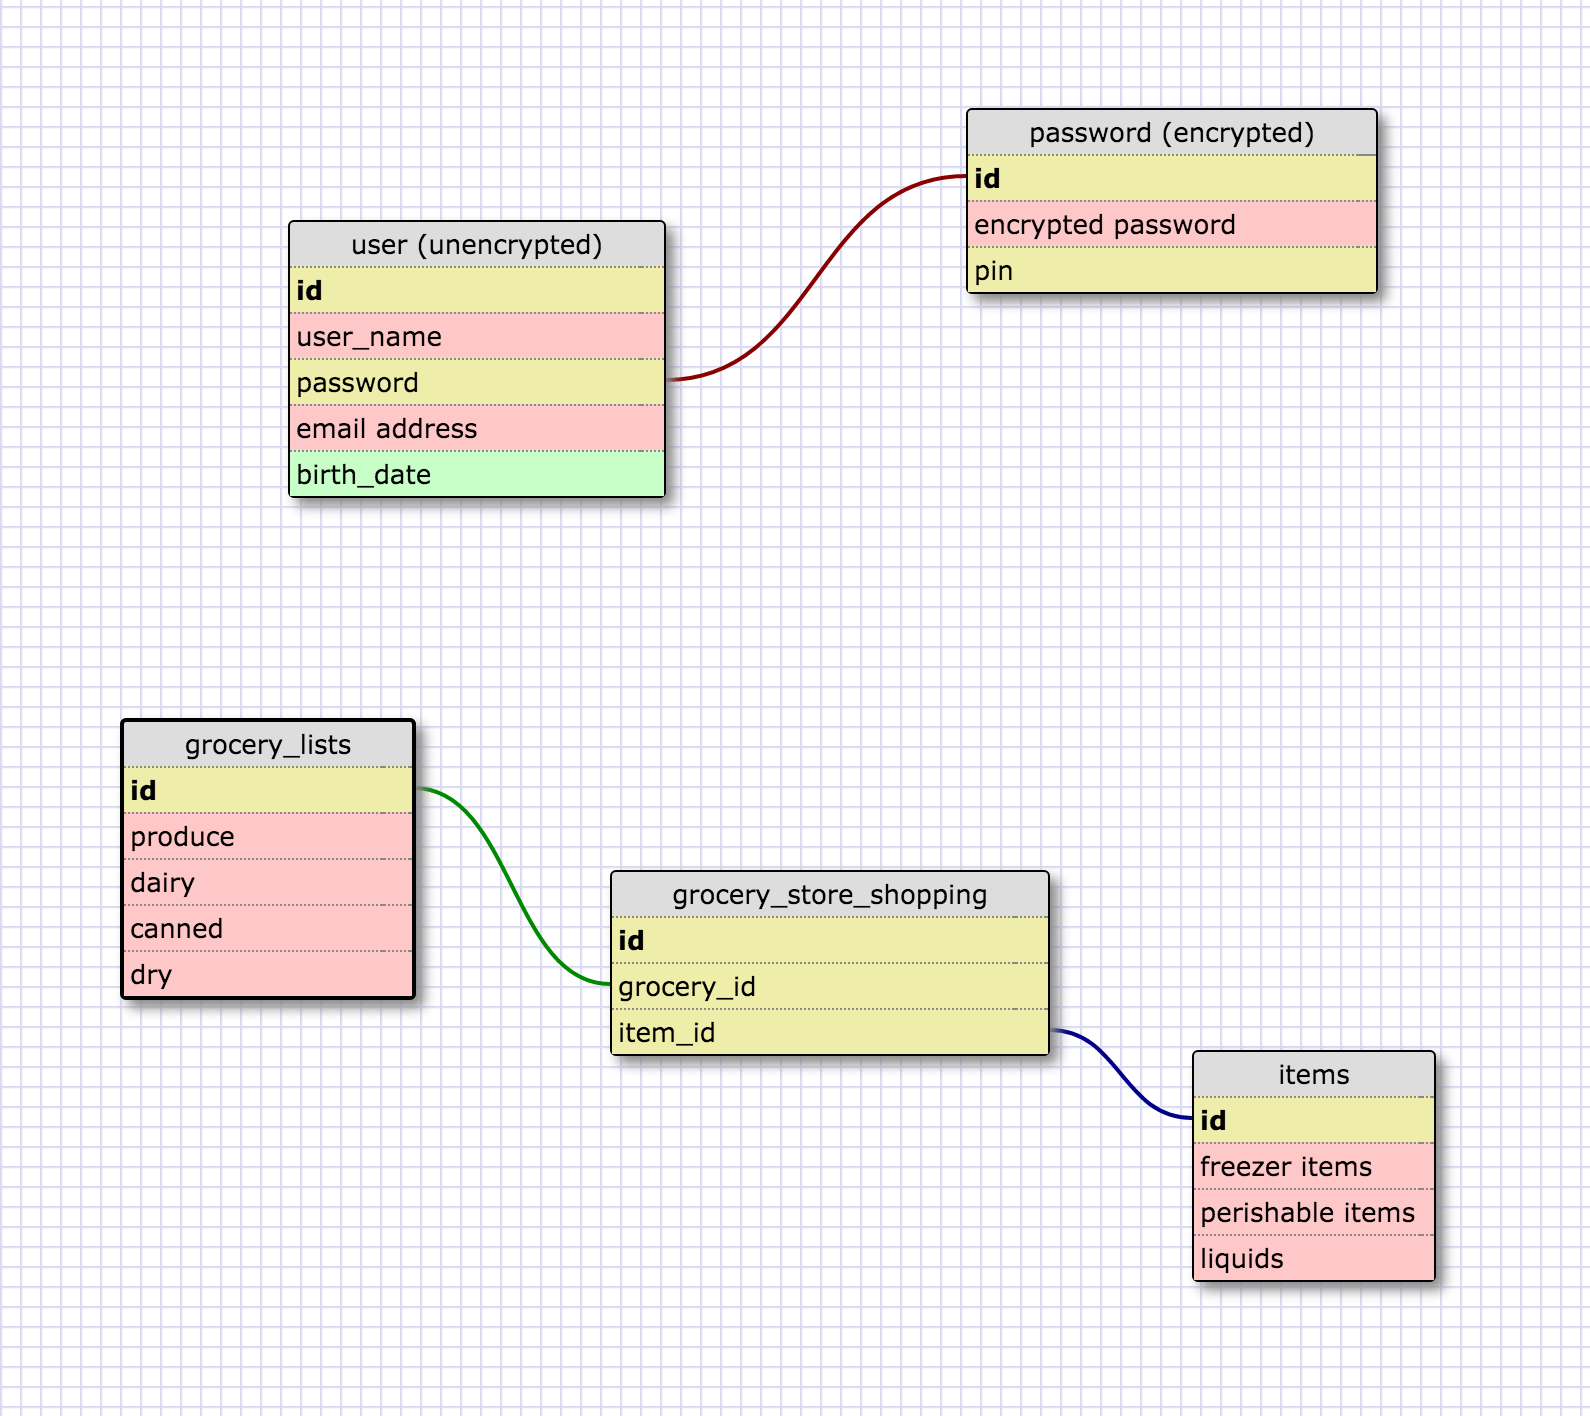 password (encrypted)
id
encrypted password
pin
user (unencrypted)
id
user_name
password
email address
birth_date
grocery_lists
id
produce
dairy
canned
dry
grocery_store_shopping
id
grocery_id
item_id
items
id
freezer items
perishable items
liquids